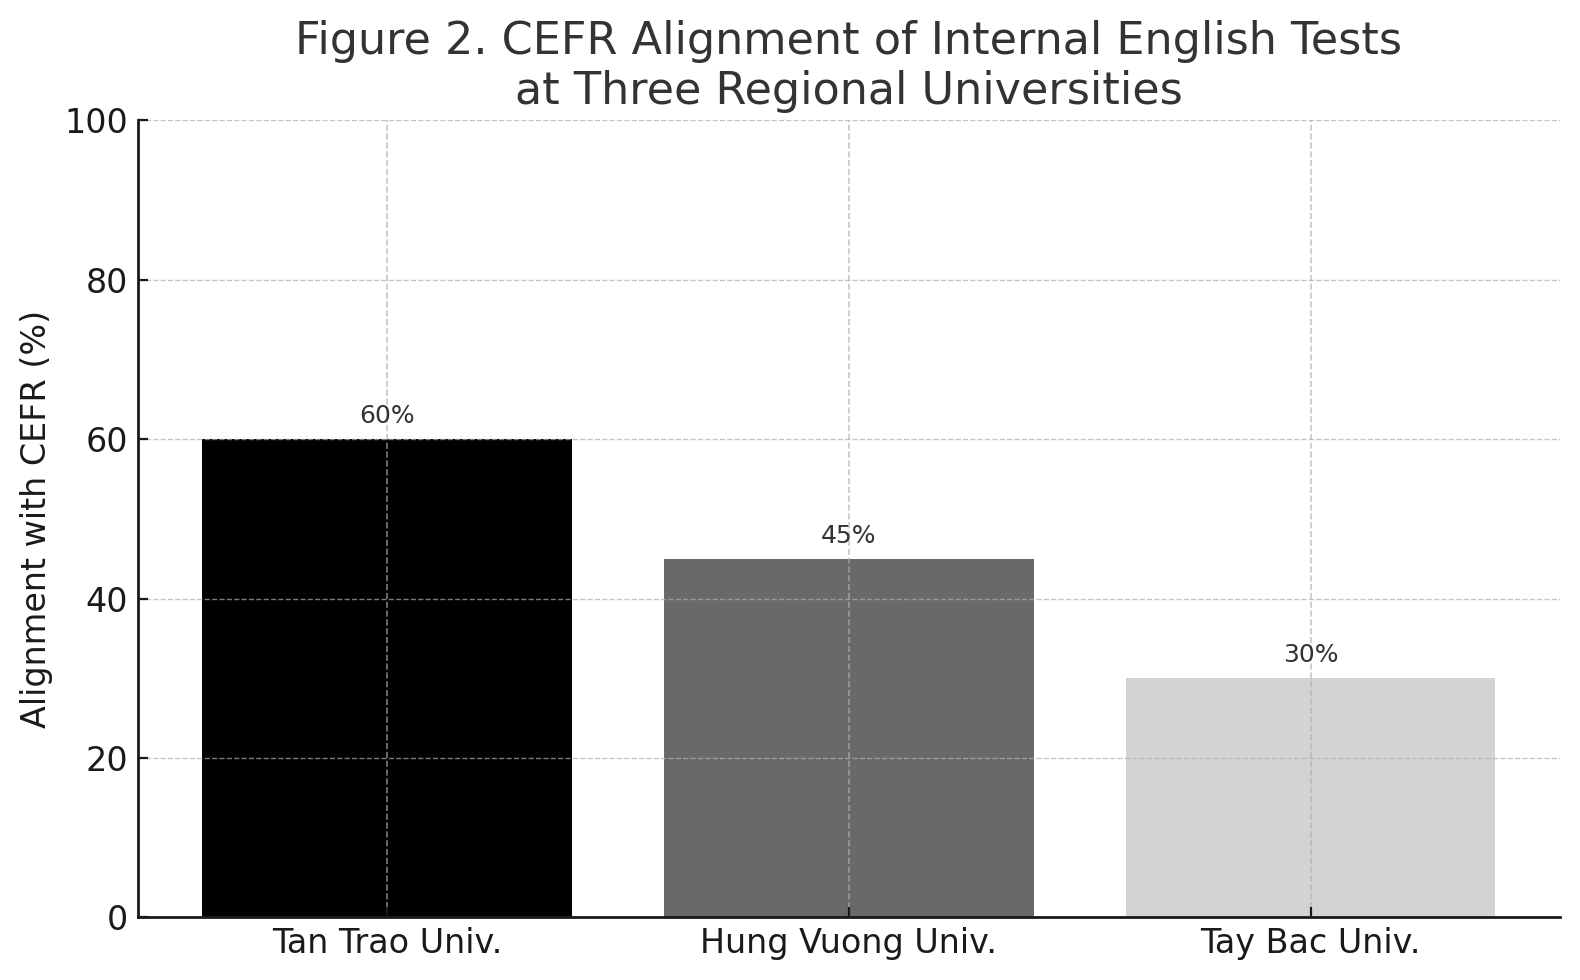 Figure 2. CEFR Alignment of Internal English Tests
at Three Regional Universities
Alignment with CEFR (%)
100
80
60
40
20
0
60%
45%
30%
Tan Trao Univ.
Hung Vuong Univ.
Tay Bac Univ.